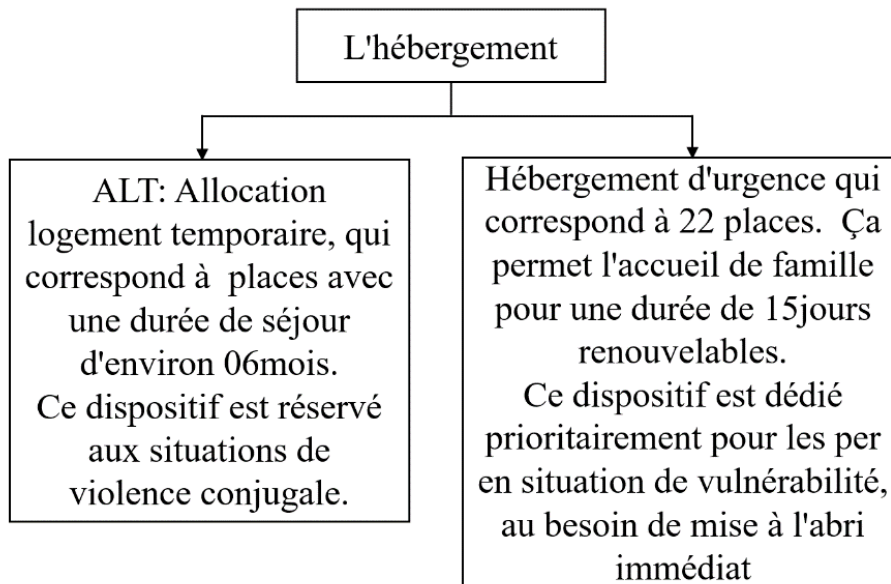 L'hébergement
ALT: Allocation
logement temporaire, qui
correspond à  places avec
une durée de séjour
d'environ 06mois.
Ce dispositif est réservé
aux situations de
violence conjugale.
Hébergement d'urgence qui
correspond à 22 places.  Ça
permet l'accueil de famille
pour une durée de 15jours
renouvelables.
Ce dispositif est dédié
prioritairement pour les per
en situation de vulnérabilité,
au besoin de mise à l'abri
immédiat